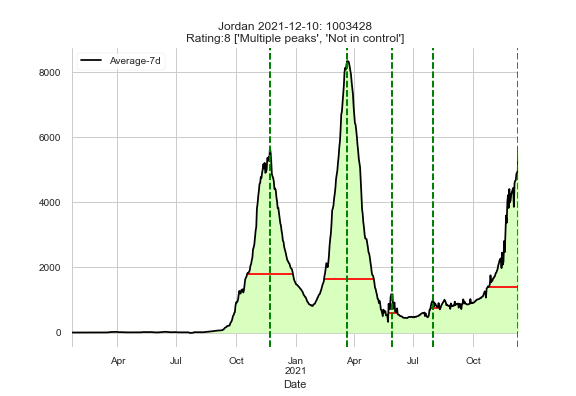 Jordan 2021-12-10: 1003428
Rating:8 ['Multiple peaks', 'Not in control']
Average-7d
8000
6000
4000
2000
0
Apr Jul Oct Jan Apr Jul Oct
2021
Date